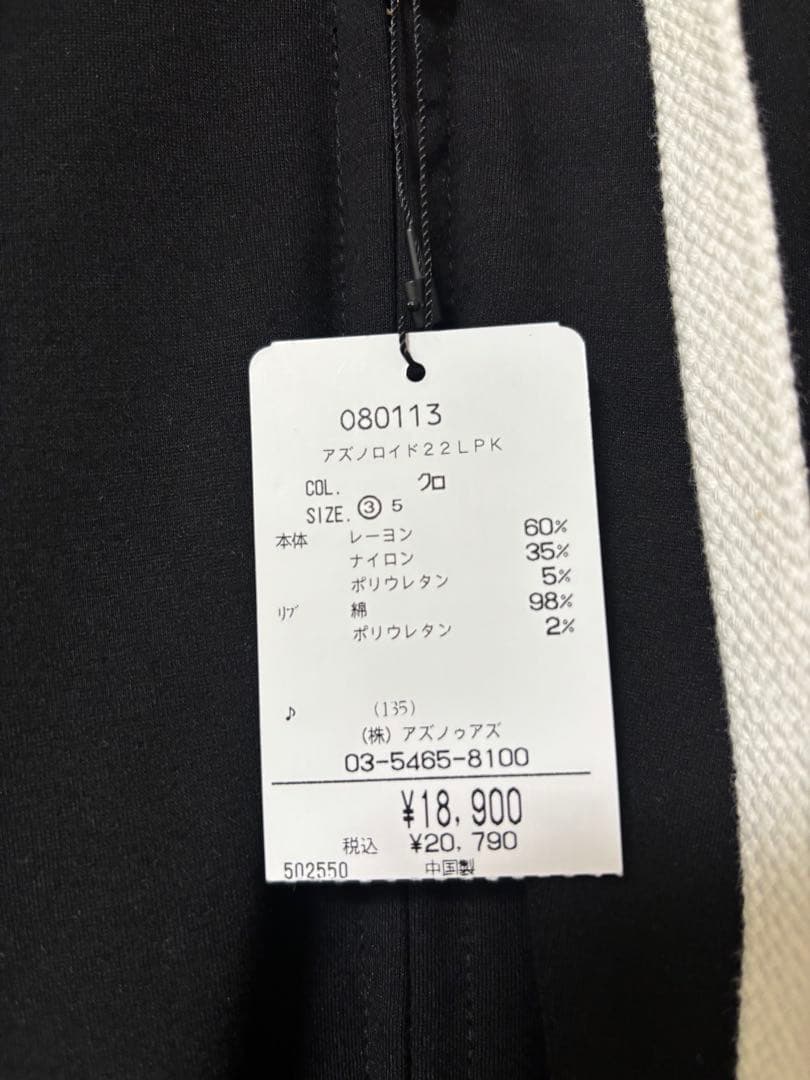 080113
アズノロイド22LPK
COL. クロ
SIZE. ③ 5
本体 レーヨン 60%
ナイロン 35%
ポリウレタン 5%
リブ 綿 98%
ポリウレタン 2%
♪ (135)
(株) アズノゥアズ
03-5465-8100
¥18,900
税込 ¥20,790
502550 中国製